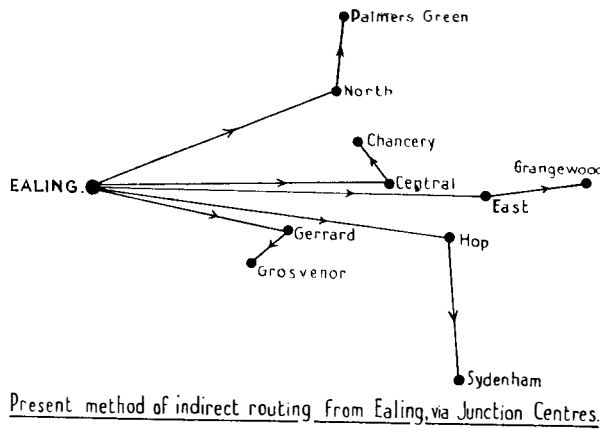 Palmers Green
North
Chancery
Grangewood
EALING.
Central
East
Gerrard
Hop
Grosvenor
Sydenham
Present method of indirect routing from Ealing, via Junction Centres.